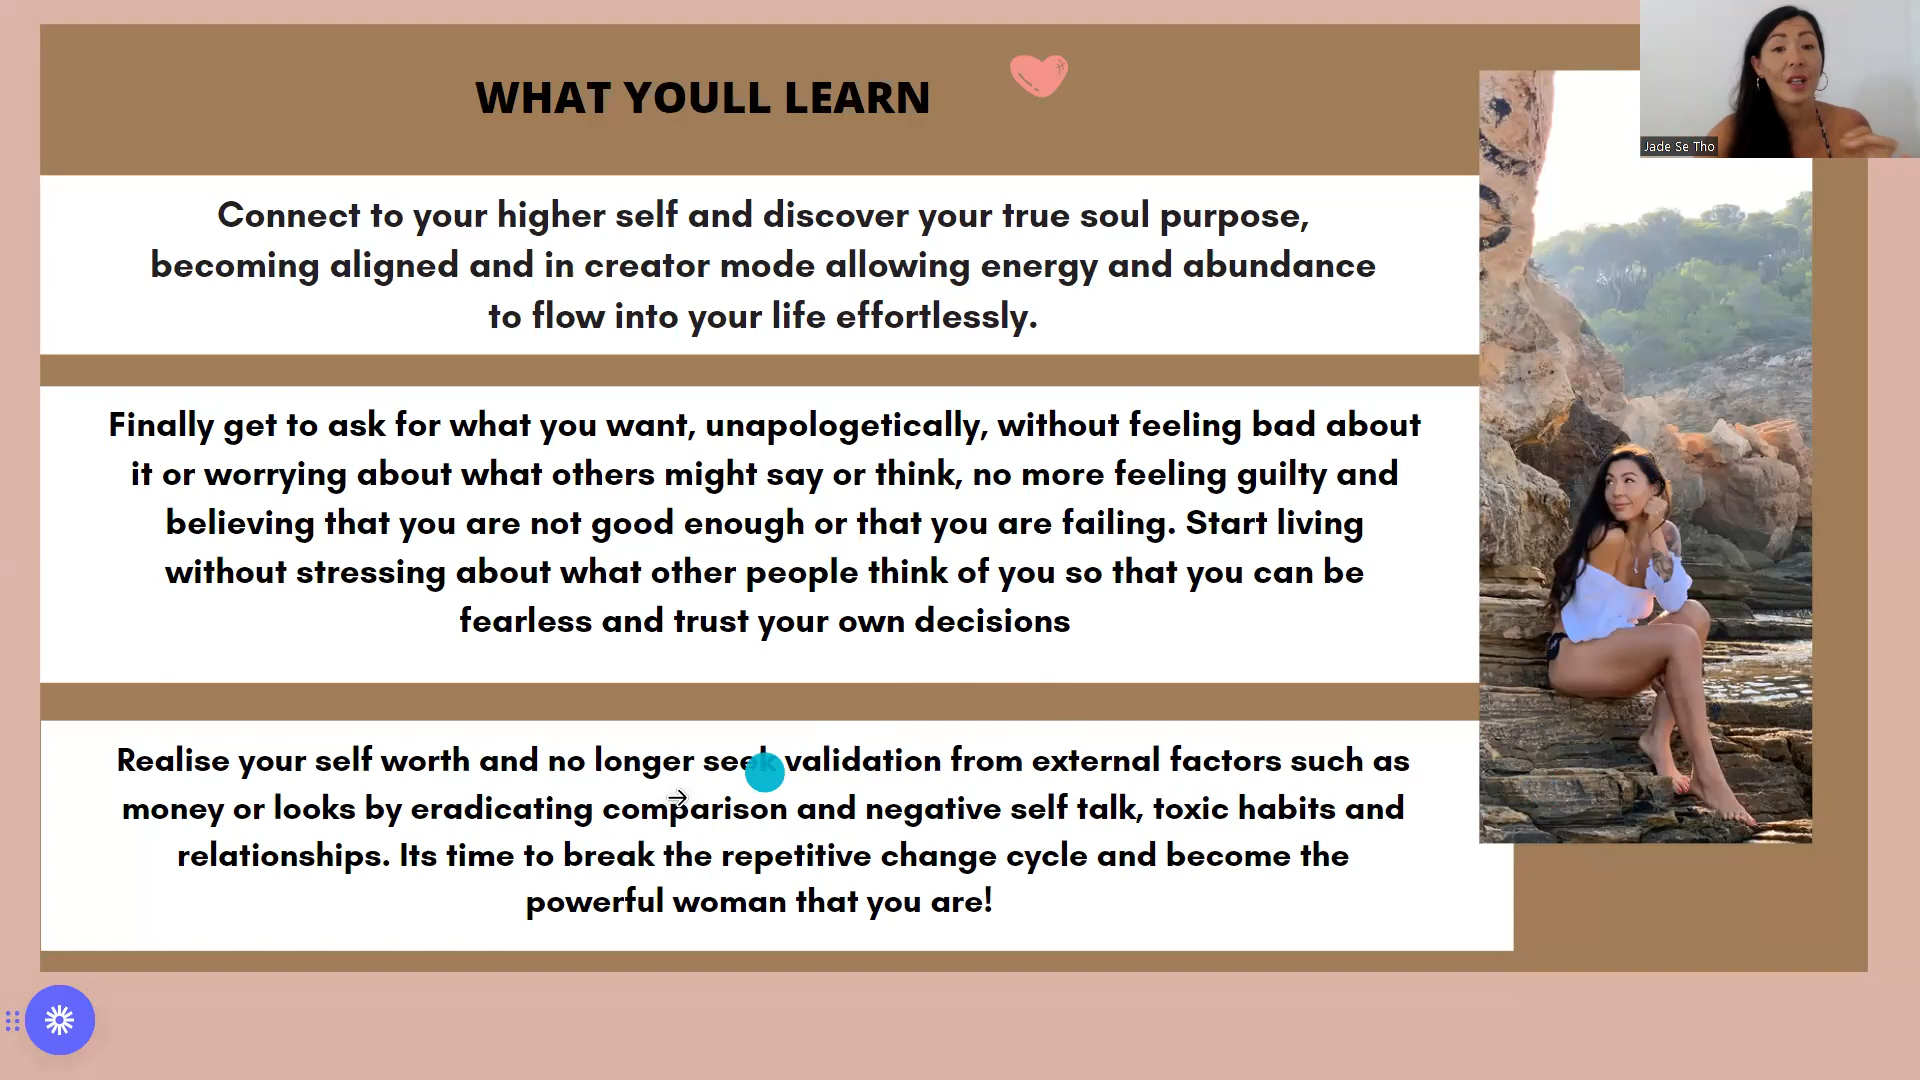 WHAT YOULL LEARN
Jade Se Tho
Connect to your higher self and discover your true soul purpose,
becoming aligned and in creator mode allowing energy and abundance
to flow into your life effortlessly.
Finally get to ask for what you want, unapologetically, without feeling bad about
it or worrying about what others might say or think, no more feeling guilty and
believing that you are not good enough or that you are failing. Start living
without stressing about what other people think of you so that you can be
fearless and trust your own decisions
Realise your self worth and no longer seek validation from external factors such as
money or looks by eradicating comparison and negative self talk, toxic habits and
relationships. Its time to break the repetitive change cycle and become the
powerful woman that you are!